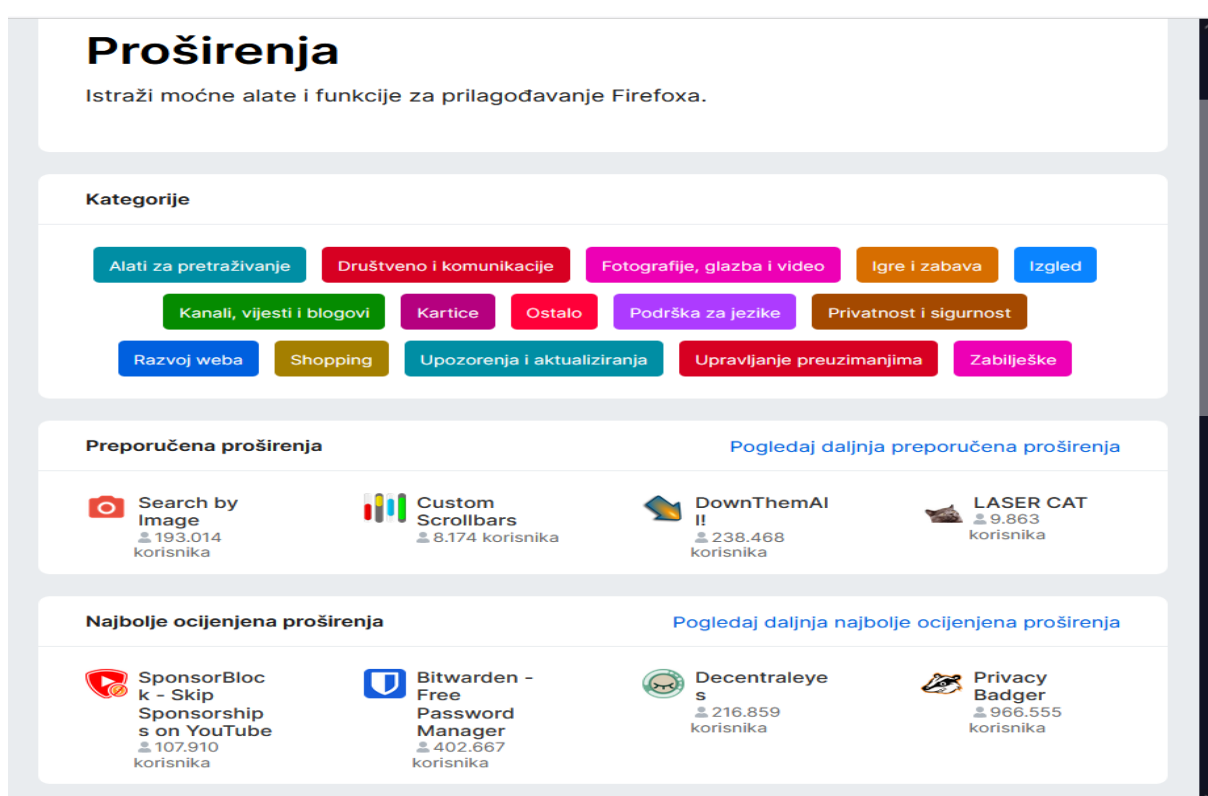 Proširenja
Istraži moćne alate i funkcije za prilagođavanje Firefoxa.
Kategorije
Alati za pretraživanje
Društveno i komunikacije
Fotografije, glazba i video
Igre i zabava
Izgled
Kanali, vijesti i blogovi
Kartice
Ostalo
Podrška za jezike
Privatnost i sigurnost
Razvoj weba
Shopping
Upozorenja i aktualiziranja
Upravljanje preuzimanjima
Zabilješke
Preporučena proširenja
Pogledaj daljnja preporučena proširenja
Search by
Image
193.014
korisnika
Custom
Scrollbars
8.174 korisnika
DownThemAl
l!
238.468
korisnika
LASER CAT
9.863
korisnika
Najbolje ocijenjena proširenja
Pogledaj daljnja najbolje ocijenjena proširenja
SponsorBloc
k - Skip
Sponsorship
s on YouTube
107.910
korisnika
Bitwarden -
Free
Password
Manager
402.667
korisnika
Decentraleye
s
216.859
korisnika
Privacy
Badger
966.555
korisnika